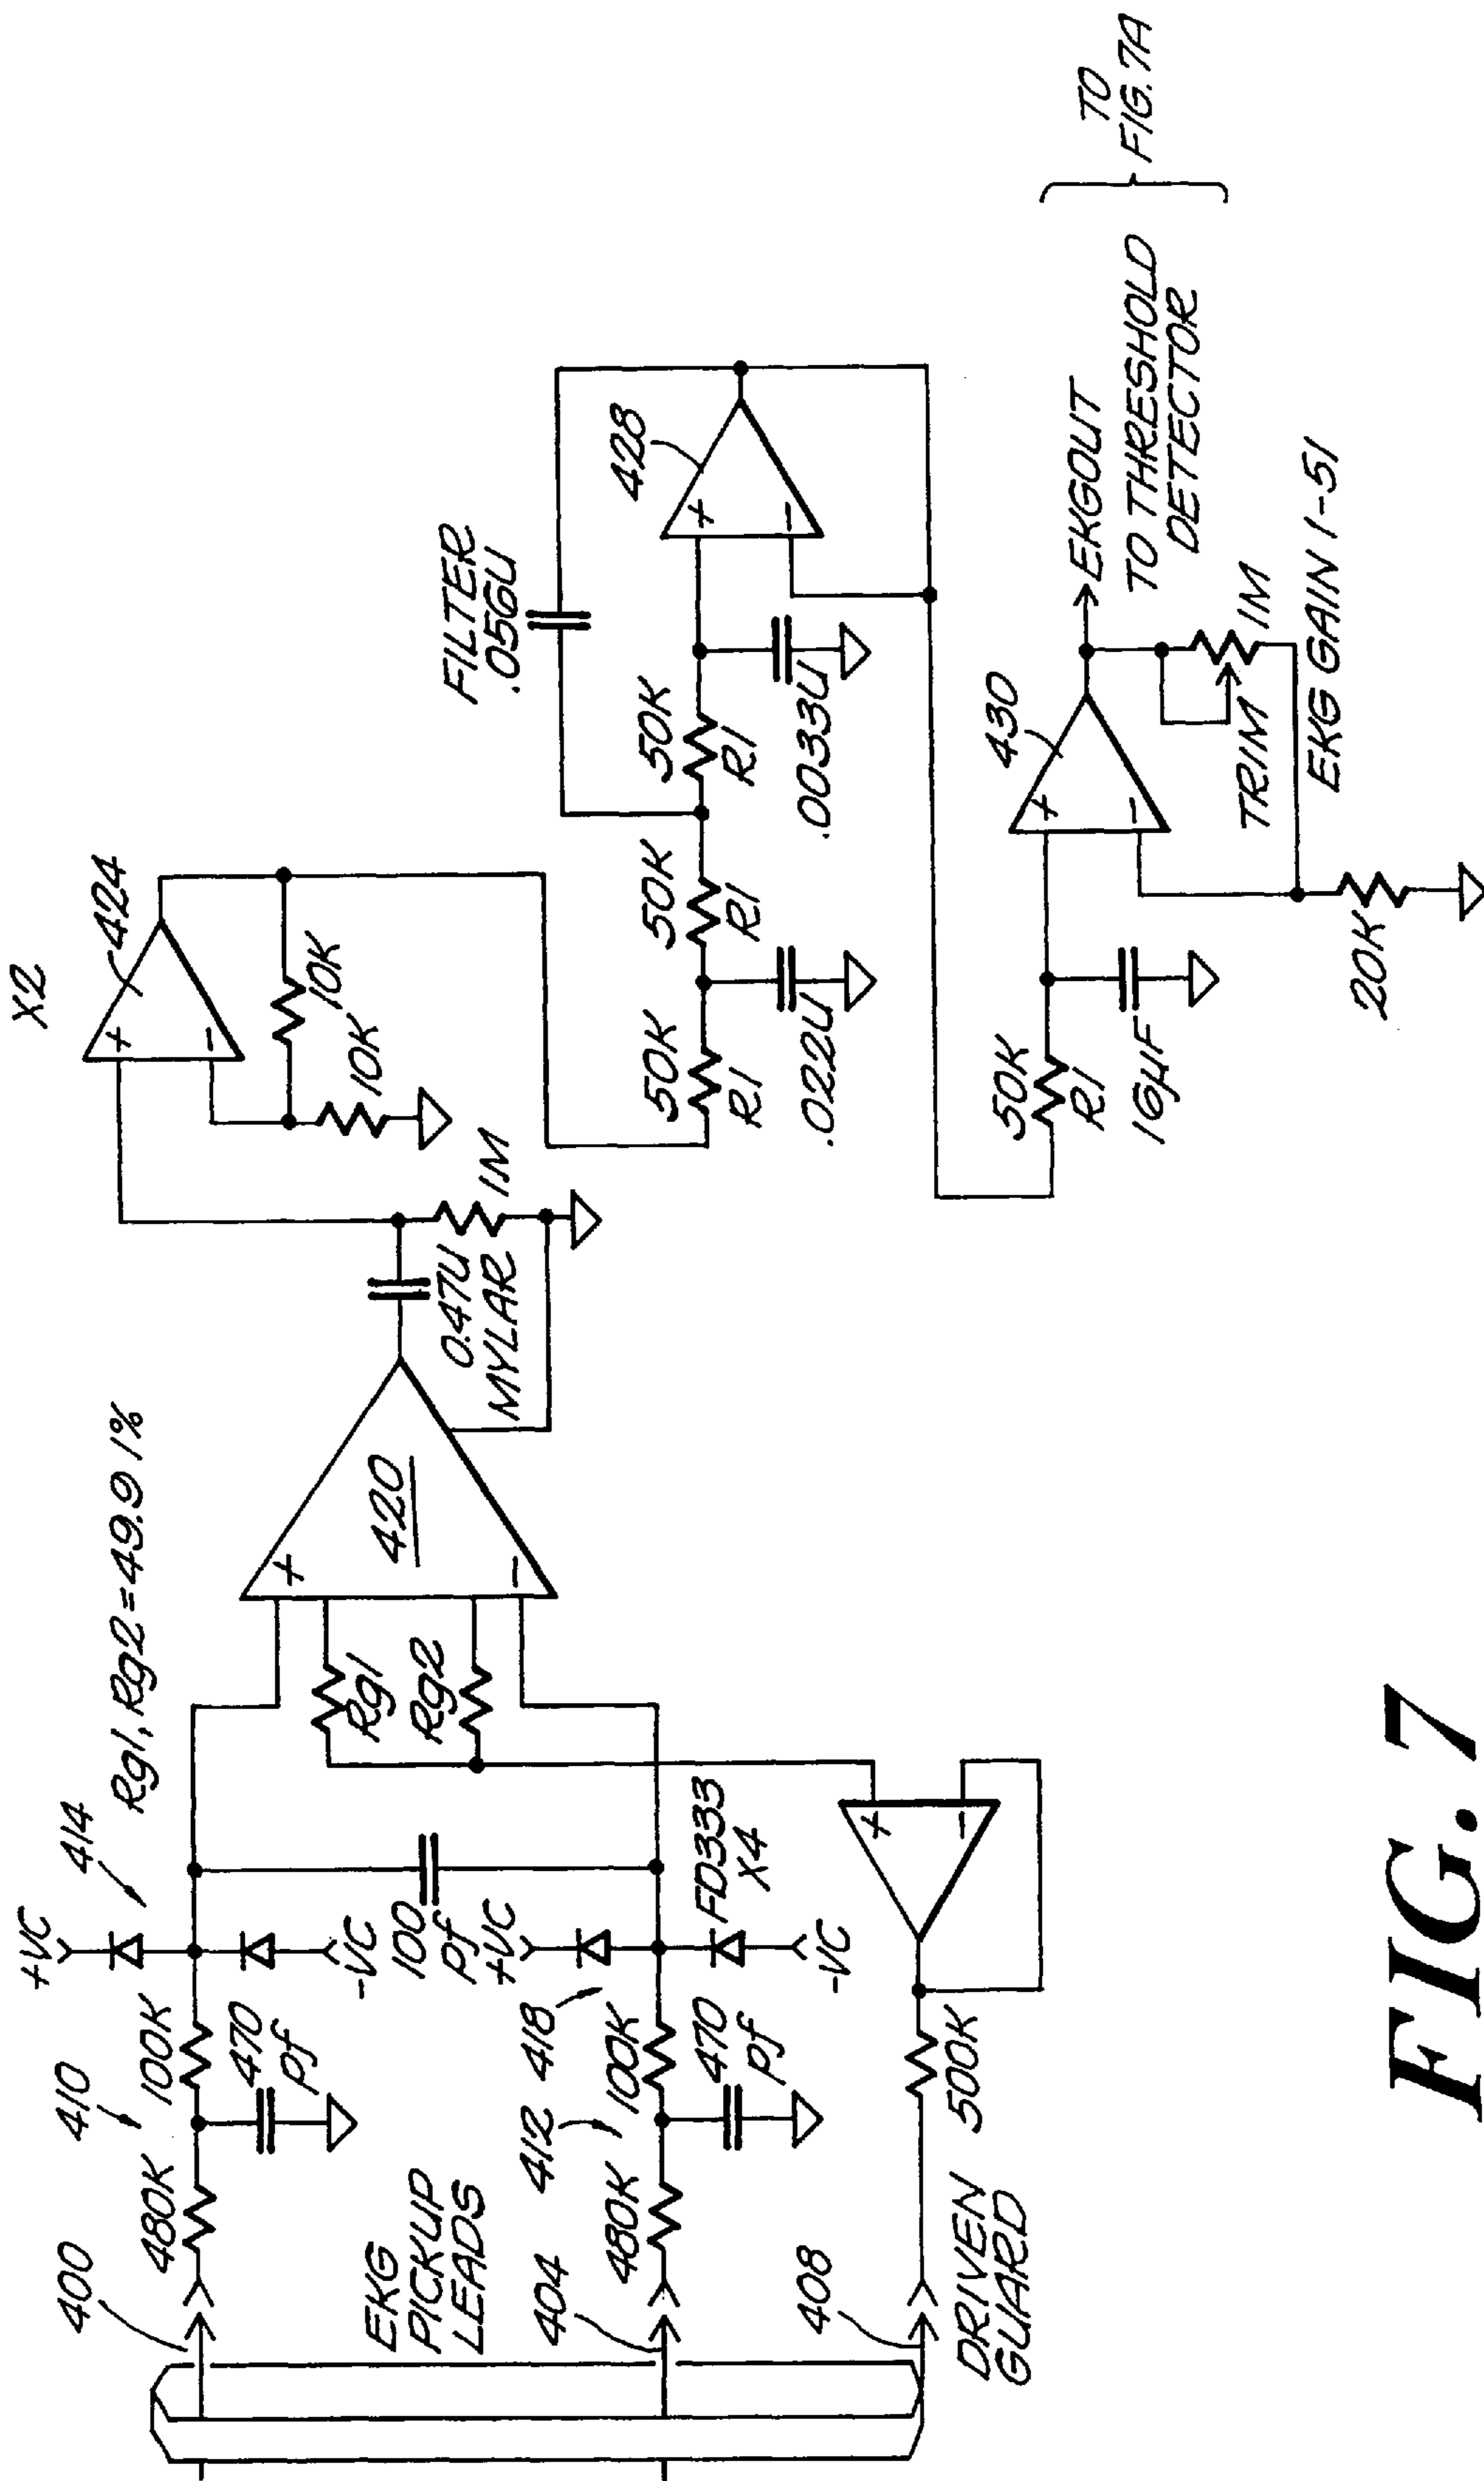 400
480K
410
100K
470
pf
+VC
414
-VC
Rg1, Rg2=49.9 1%
EKG
PICKUP
LEADS
100
pf
+VC
404
480K
412
418
100K
470
pf
FD333
X4
-VC
408
DRIVEN
GUARD
500K
Rg1
Rg2
+
-
+
-
420
0.47U
MYLAR
1M
X2
424
+
-
10K
10K
FILTER
.056U
50K
R1
50K
R1
50K
R1
.022U
.0033U
428
+
-
50K
R1
16µF
430
+
-
20K
TRIM
1M
EKG GAIN 1-51
EKGOUT
TO THRESHOLD
DETECTOR
TO
FIG. 7A
FIG. 7